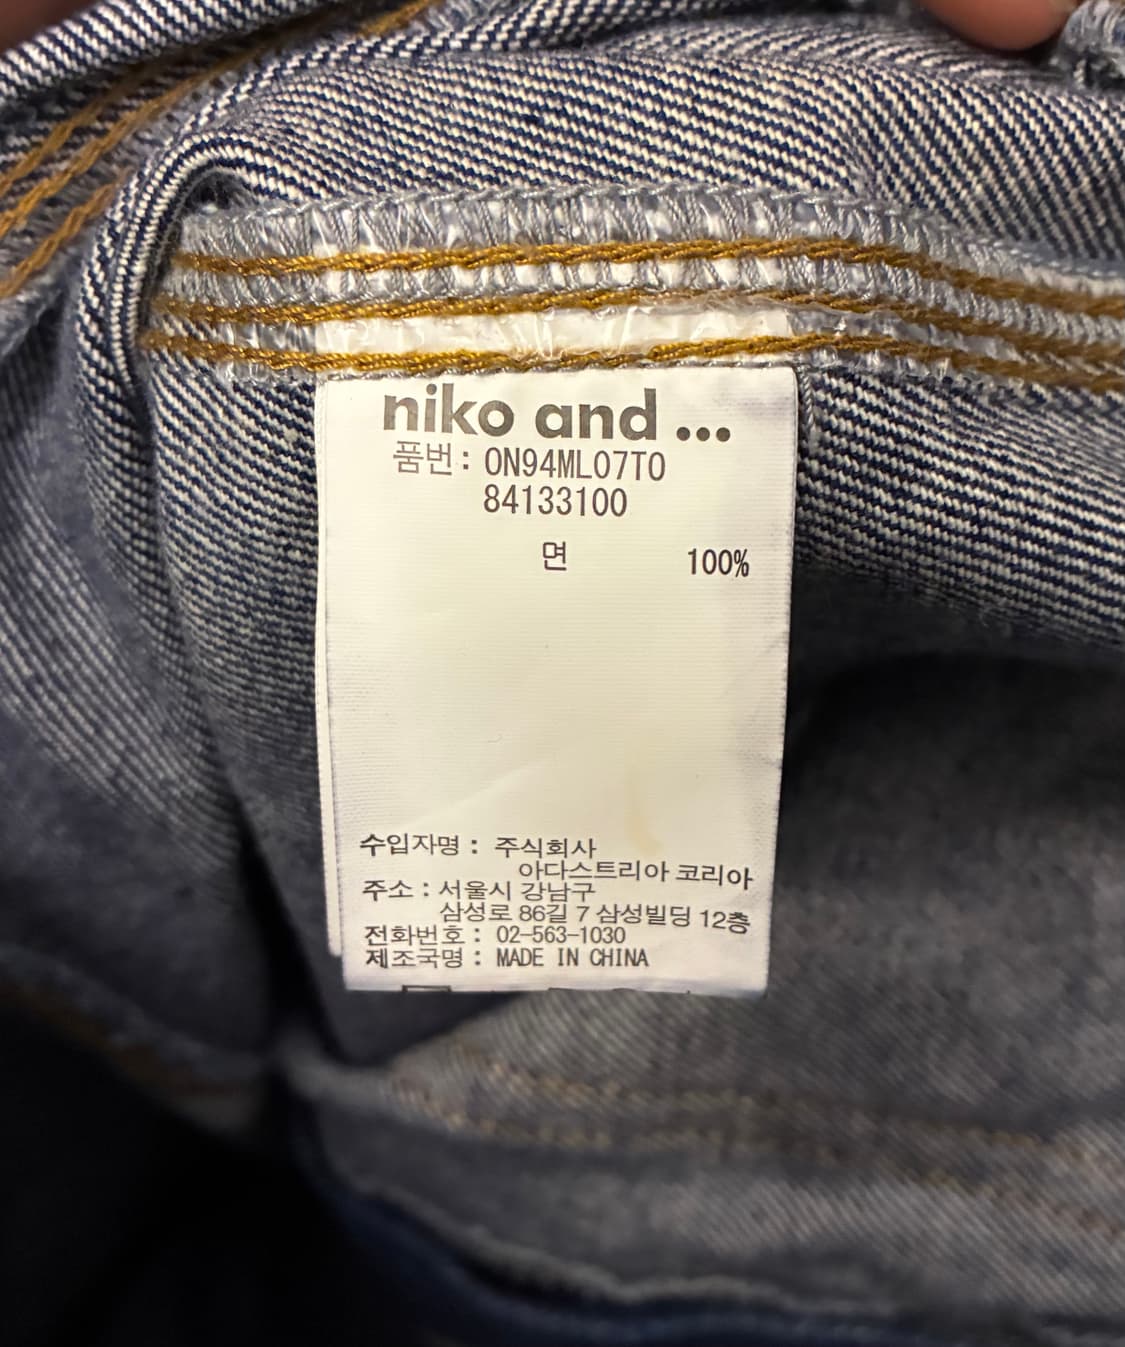 niko and ...
품번: ON94ML07TO
84133100
면 100%
수입자명 : 주식회사
아다스트리아 코리아
주소 : 서울시 강남구
삼성로 86길 7 삼성빌딩 12층
전화번호 : 02-563-1030
제조국명 : MADE IN CHINA